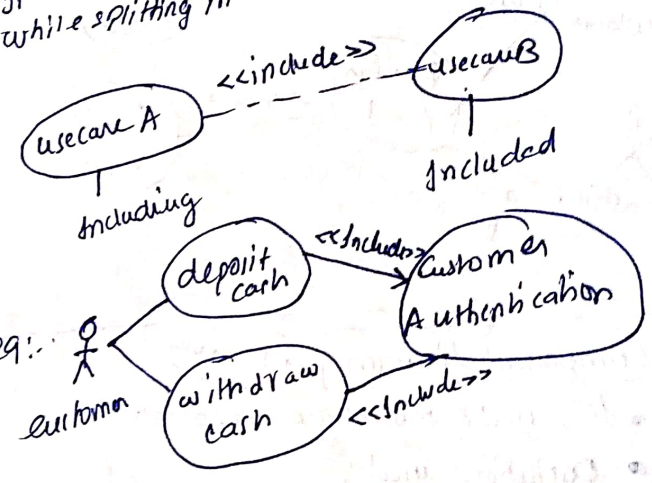 while splitting
<<include>>
usecase A
usecase B
Including
Included
deposit
cash
<<Include>>
Customer
Authentication
eg:-
customer
withdraw
cash
<<Include>>